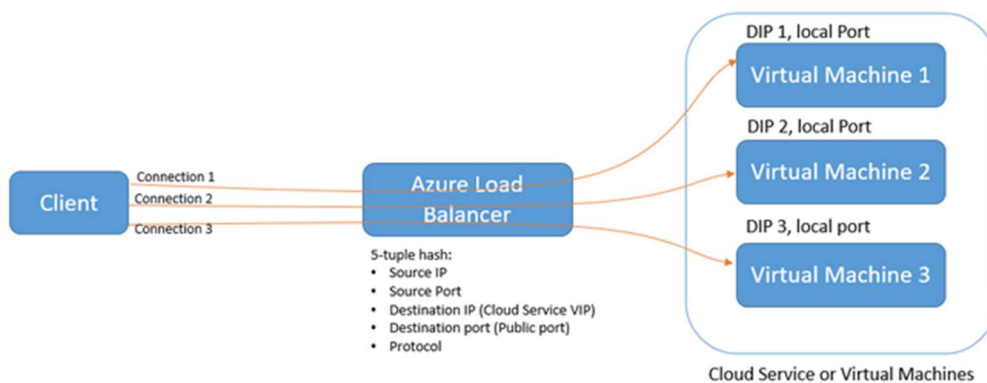 DIP 1, local Port
Virtual Machine 1
DIP 2, local Port
Virtual Machine 2
DIP 3, local port
Virtual Machine 3
Cloud Service or Virtual Machines
Client
Connection 1
Connection 2
Connection 3
Azure Load
Balancer
5-tuple hash:
• Source IP
• Source Port
• Destination IP (Cloud Service VIP)
• Destination port (Public port)
• Protocol